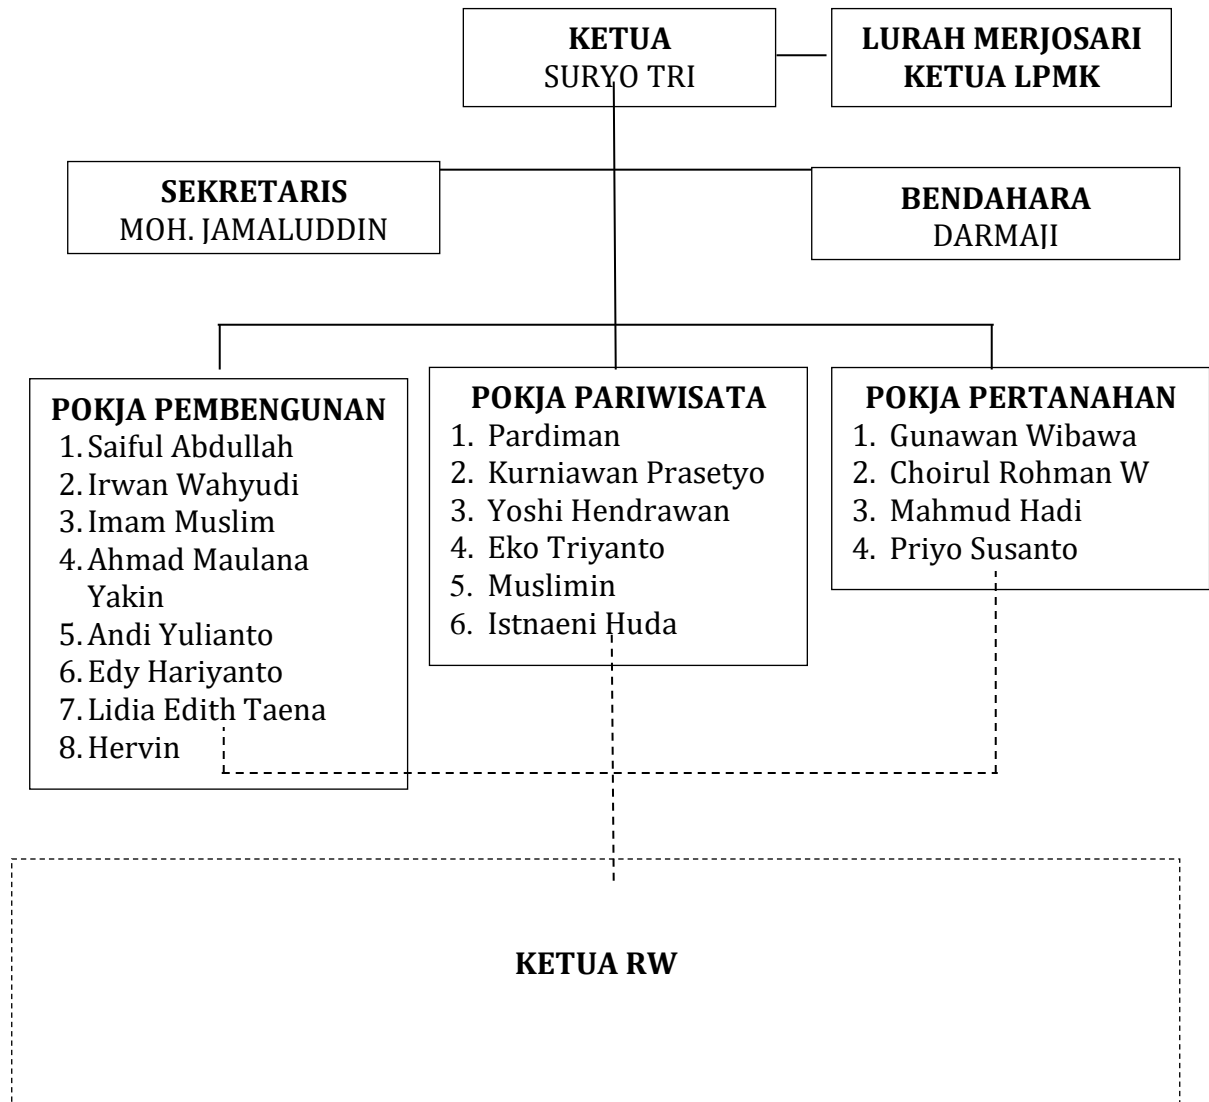 KETUA
SURYO TRI
LURAH MERJOSARI
KETUA LPMK
SEKRETARIS
MOH. JAMALUDDIN
BENDAHARA
DARMAJI
POKJA PEMBENGUNAN
1. Saiful Abdullah
2. Irwan Wahyudi
3. Imam Muslim
4. Ahmad Maulana
Yakin
5. Andi Yulianto
6. Edy Hariyanto
7. Lidia Edith Taena
8. Hervin
POKJA PARIWISATA
1. Pardiman
2. Kurniawan Prasetyo
3. Yoshi Hendrawan
4. Eko Triyanto
5. Muslimin
6. Istnaeni Huda
POKJA PERTANAHAN
1. Gunawan Wibawa
2. Choirul Rohman W
3. Mahmud Hadi
4. Priyo Susanto
KETUA RW